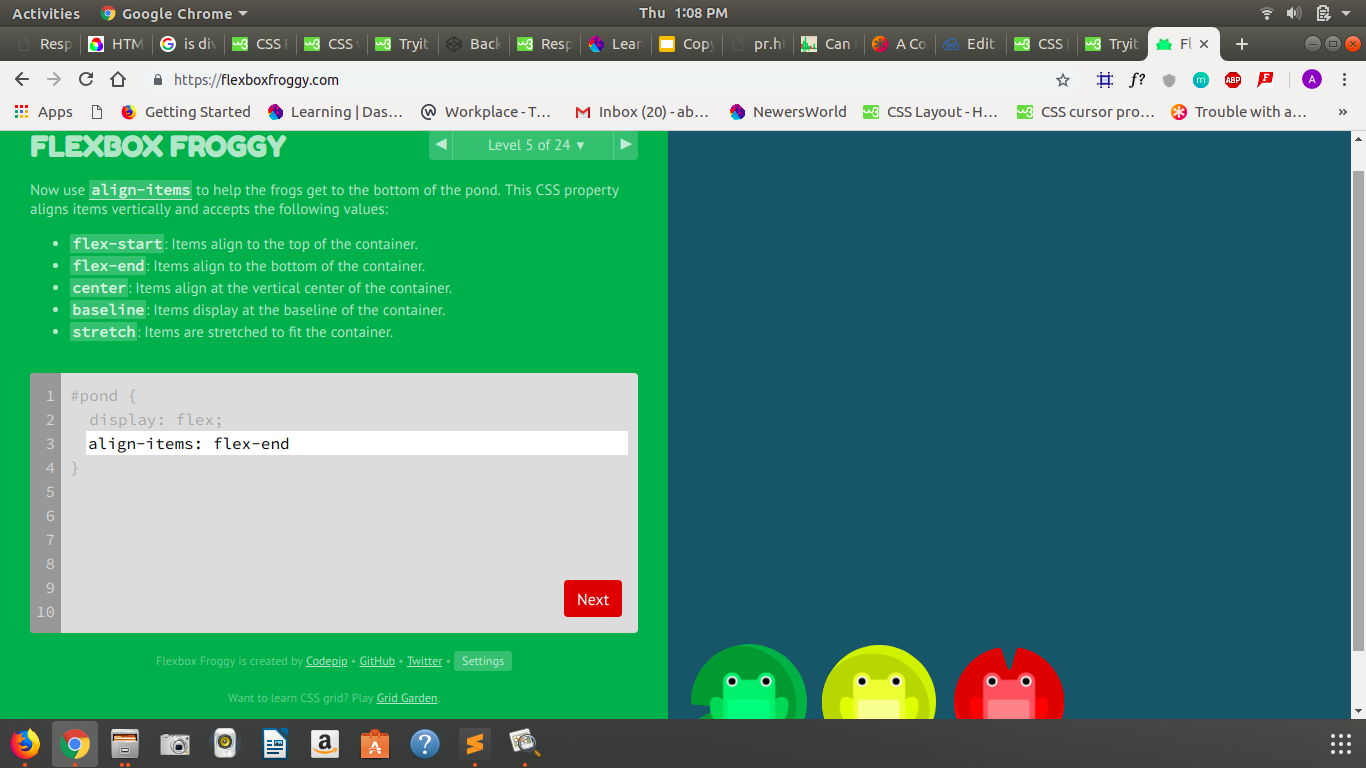 Activities Google Chrome Thu 1:08 PM
Resp HTM is div CSS CSS Tryit Back Resp Lear Copy pr.h Can A Co Edit CSS Tryit Fl
https://flexboxfroggy.com f? m ABP F A
Apps Getting Started Learning | Das... Workplace - T... Inbox (20) - ab... NewersWorld CSS Layout - H... CSS cursor pro... Trouble with a... »
FLEXBOX FROGGY
Level 5 of 24 ▼
Now use align-items to help the frogs get to the bottom of the pond. This CSS property
aligns items vertically and accepts the following values:
• flex-start: Items align to the top of the container.
• flex-end: Items align to the bottom of the container.
• center: Items align at the vertical center of the container.
• baseline: Items display at the baseline of the container.
• stretch: Items are stretched to fit the container.
1 #pond {
2 display: flex;
3 align-items: flex-end
4 }
5
6
7
8
9
10
Next
Flexbox Froggy is created by Codepip • GitHub • Twitter • Settings
Want to learn CSS grid? Play Grid Garden.